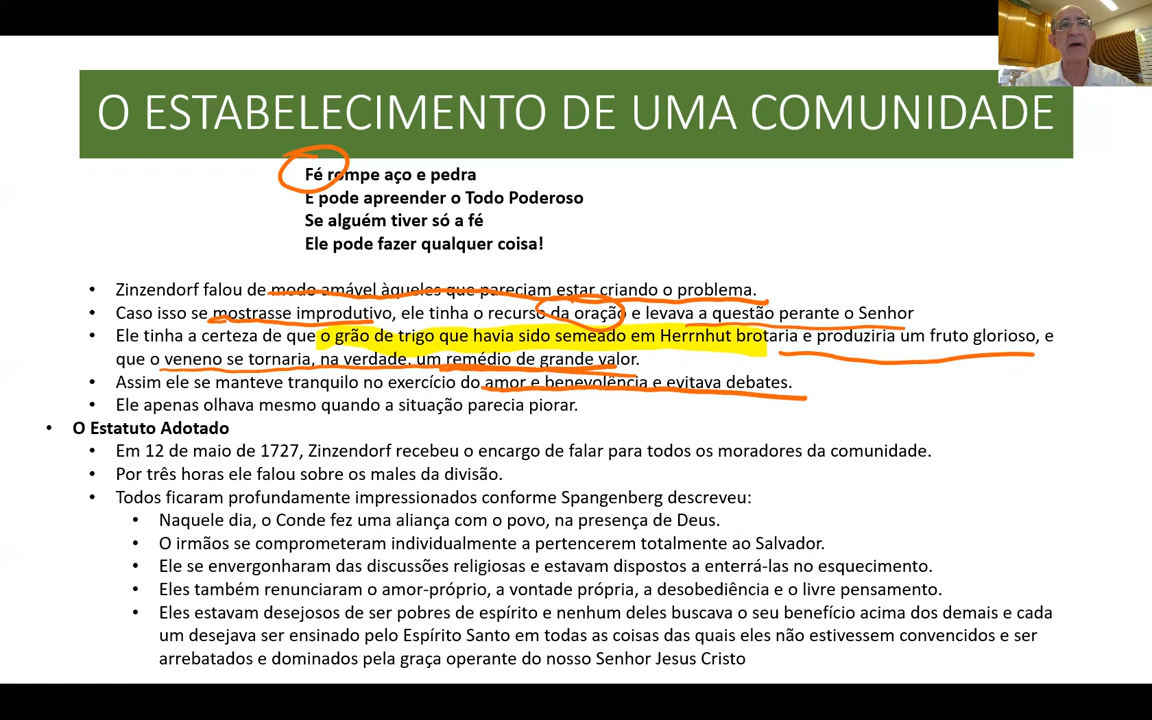 O ESTABELECIMENTO DE UMA COMUNIDADE
Fé rompe aço e pedra
E pode apreender o Todo Poderoso
Se alguém tiver só a fé
Ele pode fazer qualquer coisa!
• Zinzendorf falou de modo amável àqueles que pareciam estar criando o problema.
• Caso isso se mostrasse improdutivo, ele tinha o recurso da oração e levava a questão perante o Senhor
• Ele tinha a certeza de que o grão de trigo que havia sido semeado em Herrnhut brotaria e produziria um fruto glorioso, e
que o veneno se tornaria, na verdade, um remédio de grande valor.
• Assim ele se manteve tranquilo no exercício do amor e benevolência e evitava debates.
• Ele apenas olhava mesmo quando a situação parecia piorar.
• O Estatuto Adotado
• Em 12 de maio de 1727, Zinzendorf recebeu o encargo de falar para todos os moradores da comunidade.
• Por três horas ele falou sobre os males da divisão.
• Todos ficaram profundamente impressionados conforme Spangenberg descreveu:
• Naquele dia, o Conde fez uma aliança com o povo, na presença de Deus.
• O irmãos se comprometeram individualmente a pertencerem totalmente ao Salvador.
• Ele se envergonharam das discussões religiosas e estavam dispostos a enterrá-las no esquecimento.
• Eles também renunciaram o amor-próprio, a vontade própria, a desobediência e o livre pensamento.
• Eles estavam desejosos de ser pobres de espírito e nenhum deles buscava o seu benefício acima dos demais e cada
um desejava ser ensinado pelo Espírito Santo em todas as coisas das quais eles não estivessem convencidos e ser
arrebatados e dominados pela graça operante do nosso Senhor Jesus Cristo